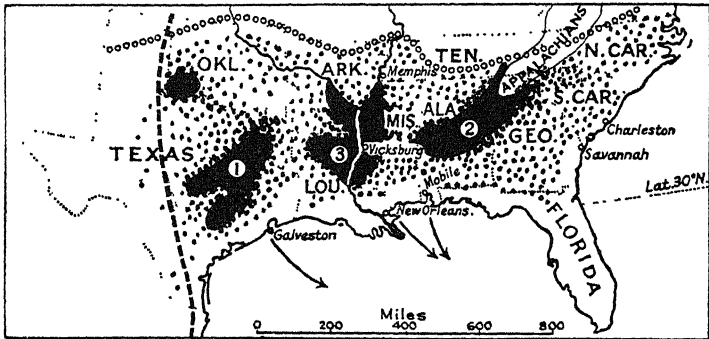 TEN.
N. CAR.
APPALACHIANS
OKL.
ARK.
Memphis
S. CAR.
MIS.
ALA.
2
GEO.
Charleston
Savannah
TEXAS
1
3
Vicksburg
LOU.
Mobile
New Orleans.
Lat. 30°N.
FLORIDA
Galveston
Miles
0 200 400 600 800